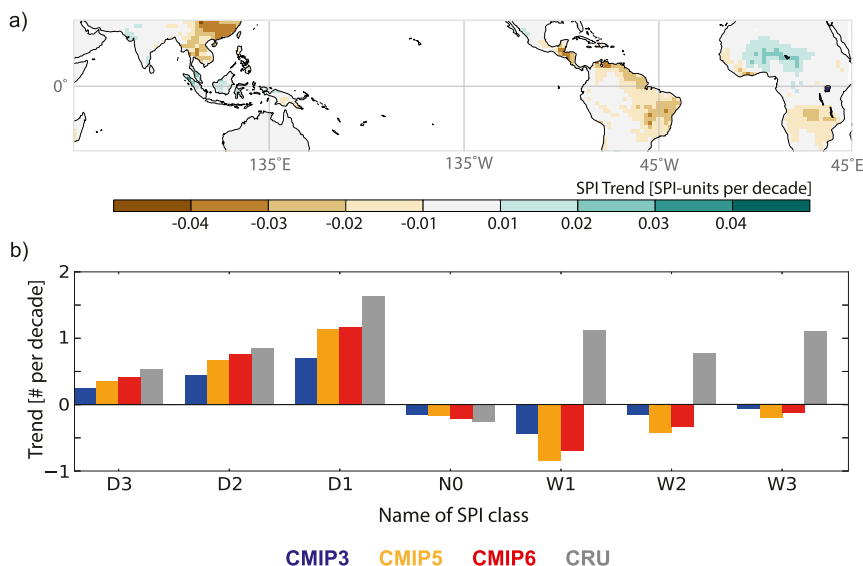 a)
0°
135°E
135°W
45°W
45°E
SPI Trend [SPI-units per decade]
-0.04 -0.03 -0.02 -0.01 0.01 0.02 0.03 0.04
b)
Trend [# per decade]
2
1
0
−1
D3 D2 D1 N0 W1 W2 W3
Name of SPI class
CMIP3 CMIP5 CMIP6 CRU